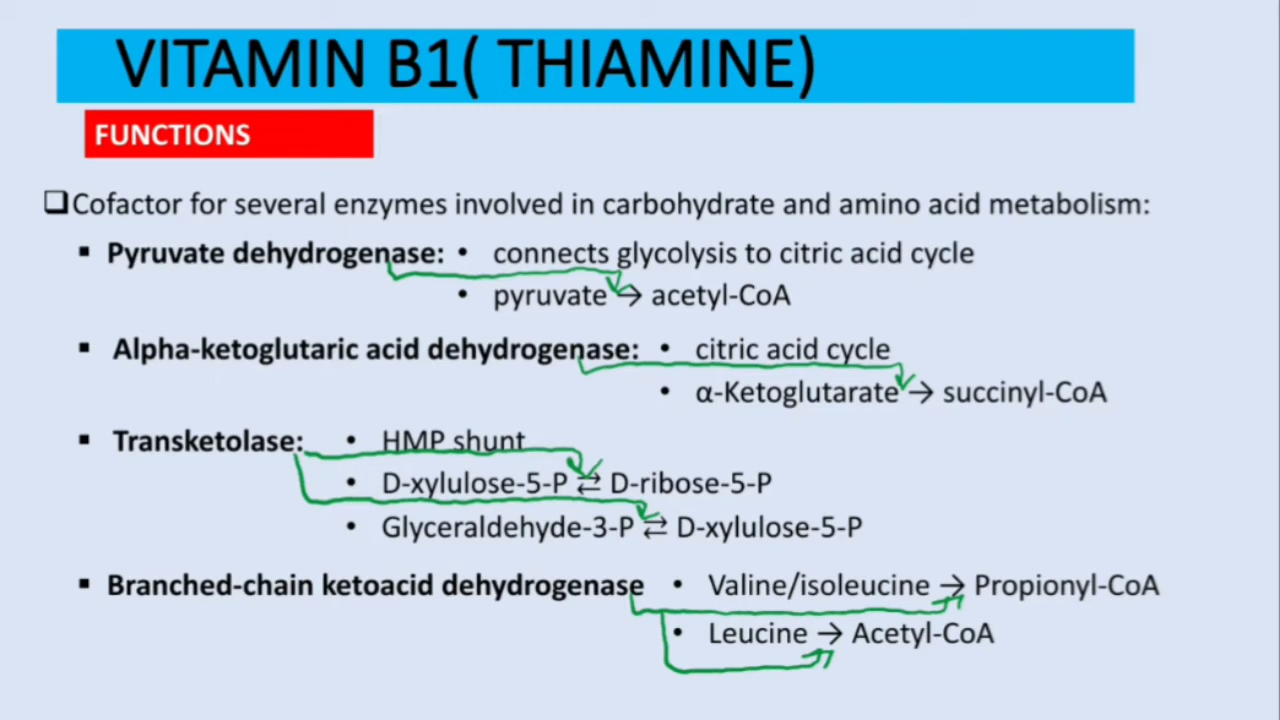 VITAMIN B1( THIAMINE)
FUNCTIONS
❑Cofactor for several enzymes involved in carbohydrate and amino acid metabolism:
▪ Pyruvate dehydrogenase: • connects glycolysis to citric acid cycle
• pyruvate → acetyl-CoA
▪ Alpha-ketoglutaric acid dehydrogenase: • citric acid cycle
• α-Ketoglutarate → succinyl-CoA
▪ Transketolase: • HMP shunt
• D-xylulose-5-P ⇄ D-ribose-5-P
• Glyceraldehyde-3-P ⇄ D-xylulose-5-P
▪ Branched-chain ketoacid dehydrogenase • Valine/isoleucine → Propionyl-CoA
• Leucine → Acetyl-CoA